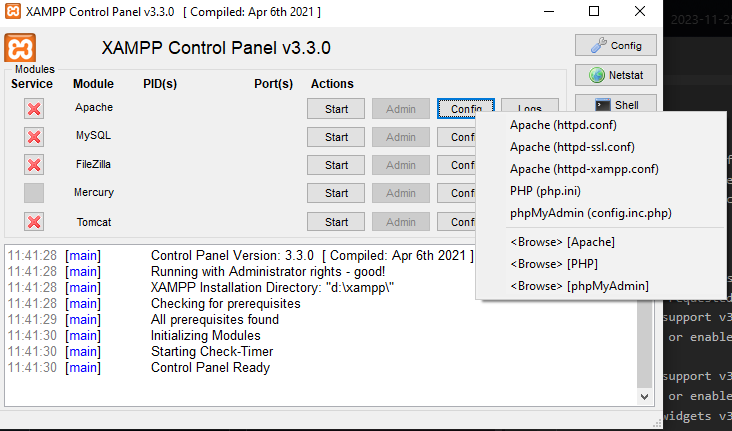 XAMPP Control Panel v3.3.0 [ Compiled: Apr 6th 2021 ]
2023-11-2
XAMPP Control Panel v3.3.0
Config
Modules
Service Module PID(s) Port(s) Actions
Netstat
Apache Start Admin Config Logs
Shell
MySQL Start Admin Confi
FileZilla Start Admin Confi
Mercury Start Admin Confi
Tomcat Start Admin Confi
Apache (httpd.conf)
Apache (httpd-ssl.conf)
Apache (httpd-xampp.conf)
PHP (php.ini)
phpMyAdmin (config.inc.php)
<Browse> [Apache]
<Browse> [PHP]
<Browse> [phpMyAdmin]
11:41:28 [main] Control Panel Version: 3.3.0 [ Compiled: Apr 6th 2021 ]
11:41:28 [main] Running with Administrator rights - good!
11:41:28 [main] XAMPP Installation Directory: "d:\xampp\"
11:41:28 [main] Checking for prerequisites
11:41:29 [main] All prerequisites found
11:41:30 [main] Initializing Modules
11:41:30 [main] Starting Check-Timer
11:41:30 [main] Control Panel Ready
requested
support v3
or enable
support v3
or enable
widgets v3